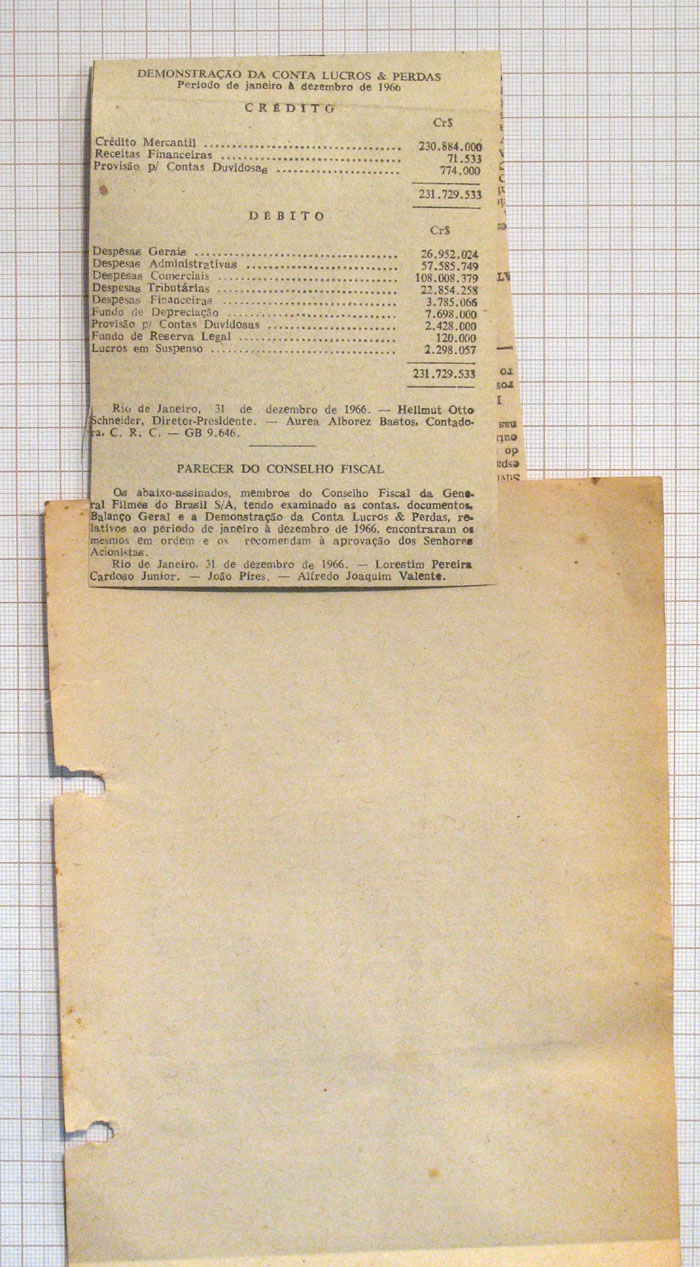 DEMONSTRAÇÃO DA CONTA LUCROS & PERDAS
Período de janeiro à dezembro de 1966
CRÉDITO
Cr$
Crédito Mercantil ........................ 230.884.000
Receitas Financeiras ........................ 71.533
Provisão p/ Contas Duvidosas ........................ 774.000
231.729.533
DÉBITO
Cr$
Despesas Gerais ........................ 26.952.024
Despesas Administrativas ........................ 57.585.749
Despesas Comerciais ........................ 108.008.379
Despesas Tributárias ........................ 22.854.258
Despesas Financeiras ........................ 3.785.066
Fundo de Depreciação ........................ 7.698.000
Provisão p/ Contas Duvidosas ........................ 2.428.000
Fundo de Reserva Legal ........................ 120.000
Lucros em Suspenso ........................ 2.298.057
231.729.533
Rio de Janeiro, 31 de dezembro de 1966. — Hellmut Otto
Schneider, Diretor-Presidente. — Aurea Alborez Bastos, Contado-
ra, C. R. C. — GB 9.646.
PARECER DO CONSELHO FISCAL
Os abaixo-assinados, membros do Conselho Fiscal da Gene-
ral Filmes do Brasil S/A, tendo examinado as contas, documentos,
Balanço Geral e a Demonstração da Conta Lucros & Perdas, re-
lativos ao período de janeiro à dezembro de 1966, encontraram os
mesmos em ordem e os recomendam à aprovação dos Senhores
Acionistas.
Rio de Janeiro, 31 de dezembro de 1966. — Lorestim Pereira
Cardoso Junior. — João Pires, — Alfredo Joaquim Valente.